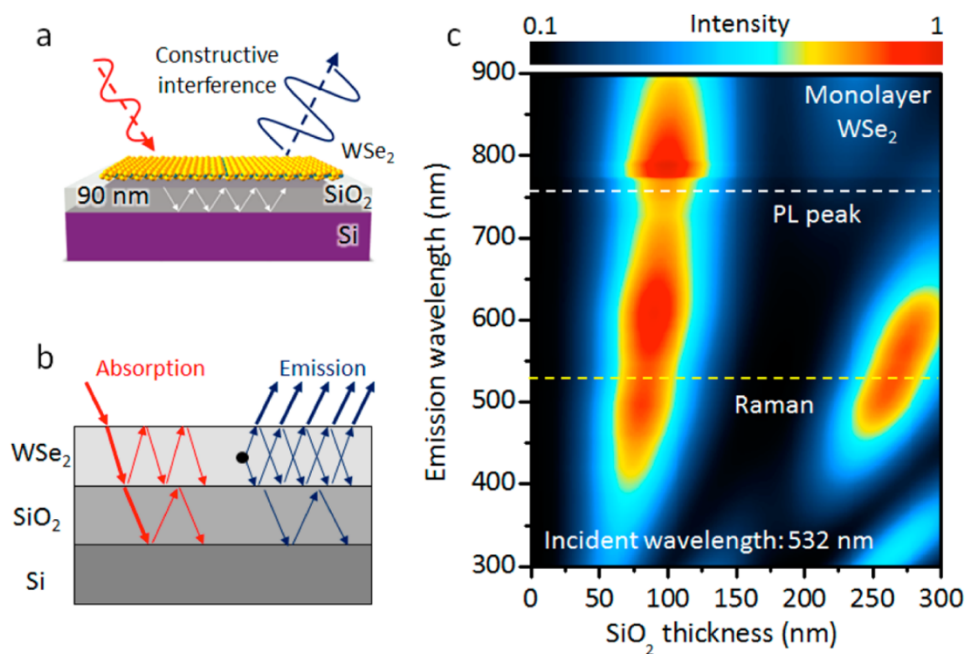 a
Constructive
interference
WSe₂
90 nm
SiO₂
Si
b
Absorption
Emission
WSe₂
SiO₂
Si
c
Intensity
0.1
1
Emission wavelength (nm)
900
800
700
600
500
400
300
Monolayer
WSe₂
PL peak
Raman
Incident wavelength: 532 nm
0
50
100
150
200
250
300
SiO₂ thickness (nm)